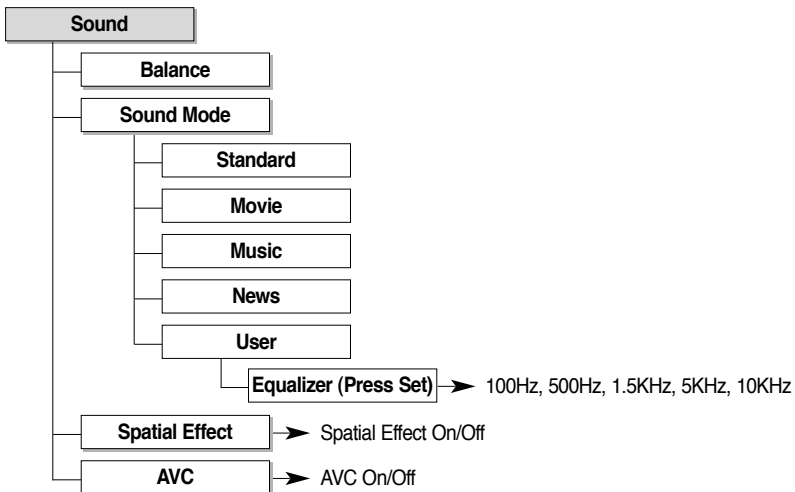 Sound
Balance
Sound Mode
Standard
Movie
Music
News
User
Equalizer (Press Set) 100Hz, 500Hz, 1.5KHz, 5KHz, 10KHz
Spatial Effect Spatial Effect On/Off
AVC AVC On/Off